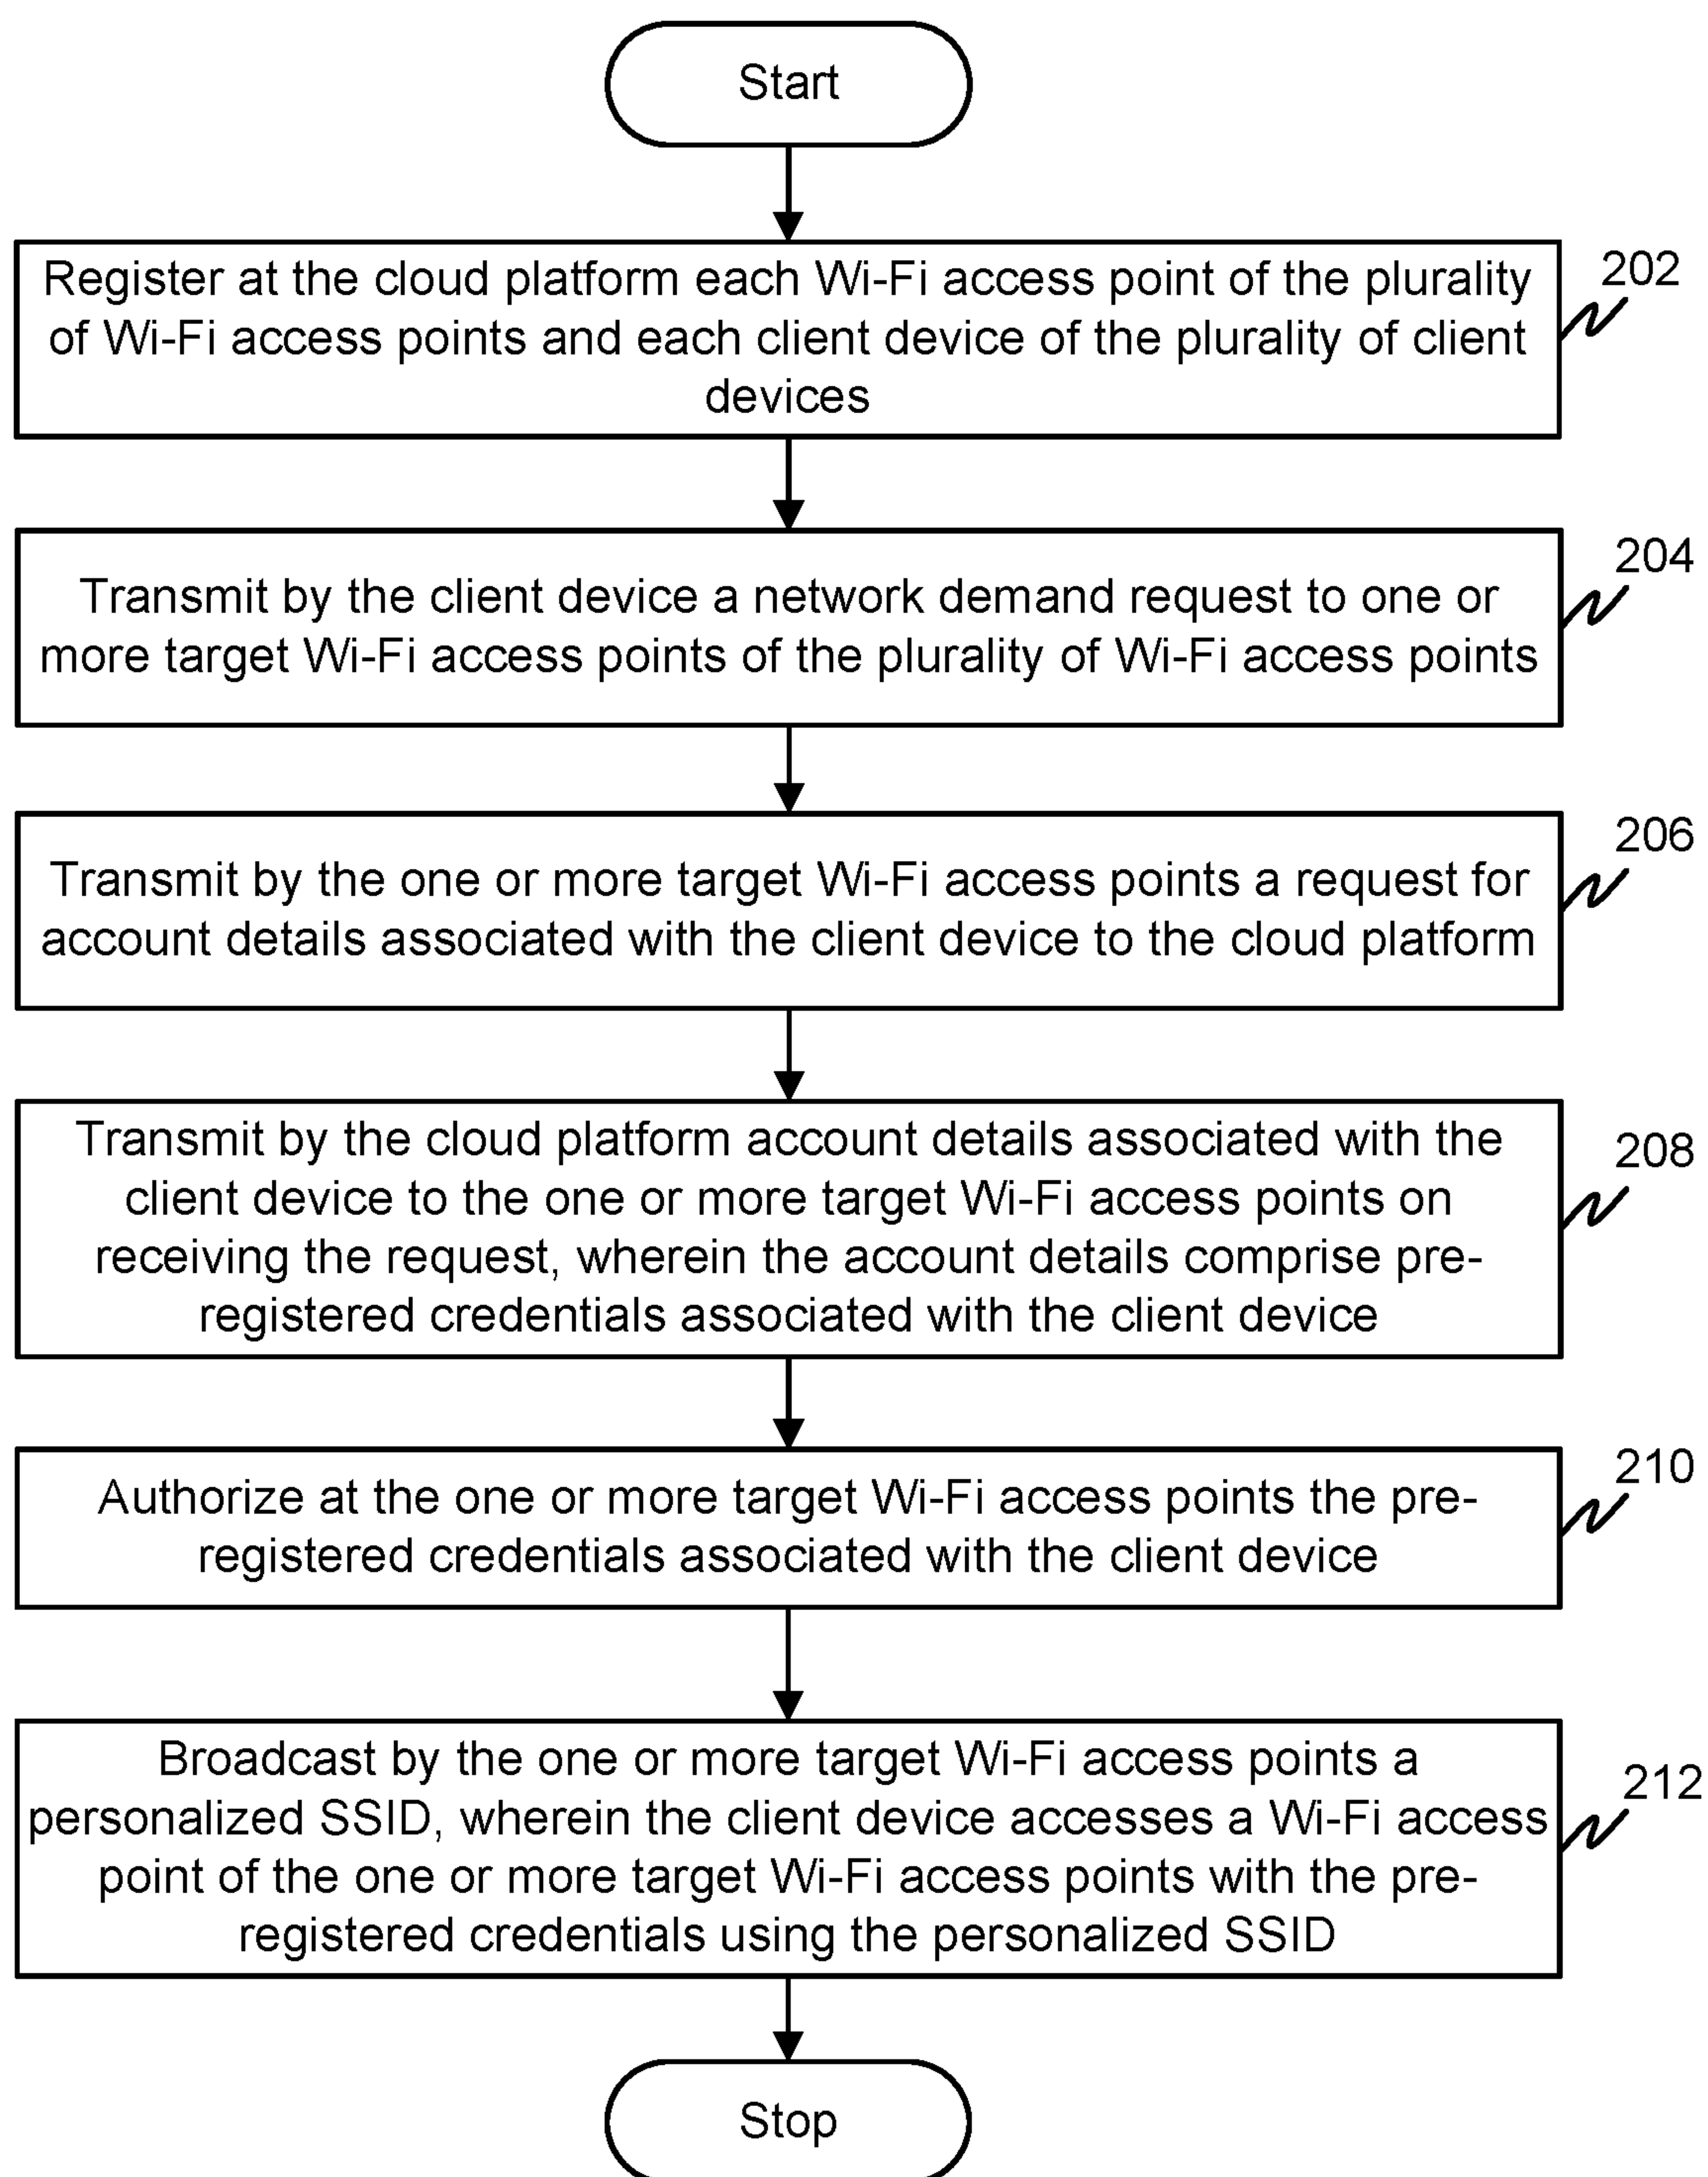 Start
Register at the cloud platform each Wi-Fi access point of the plurality
of Wi-Fi access points and each client device of the plurality of client
devices
202
Transmit by the client device a network demand request to one or
more target Wi-Fi access points of the plurality of Wi-Fi access points
204
Transmit by the one or more target Wi-Fi access points a request for
account details associated with the client device to the cloud platform
206
Transmit by the cloud platform account details associated with the
client device to the one or more target Wi-Fi access points on
receiving the request, wherein the account details comprise pre-
registered credentials associated with the client device
208
Authorize at the one or more target Wi-Fi access points the pre-
registered credentials associated with the client device
210
Broadcast by the one or more target Wi-Fi access points a
personalized SSID, wherein the client device accesses a Wi-Fi access
point of the one or more target Wi-Fi access points with the pre-
registered credentials using the personalized SSID
212
Stop